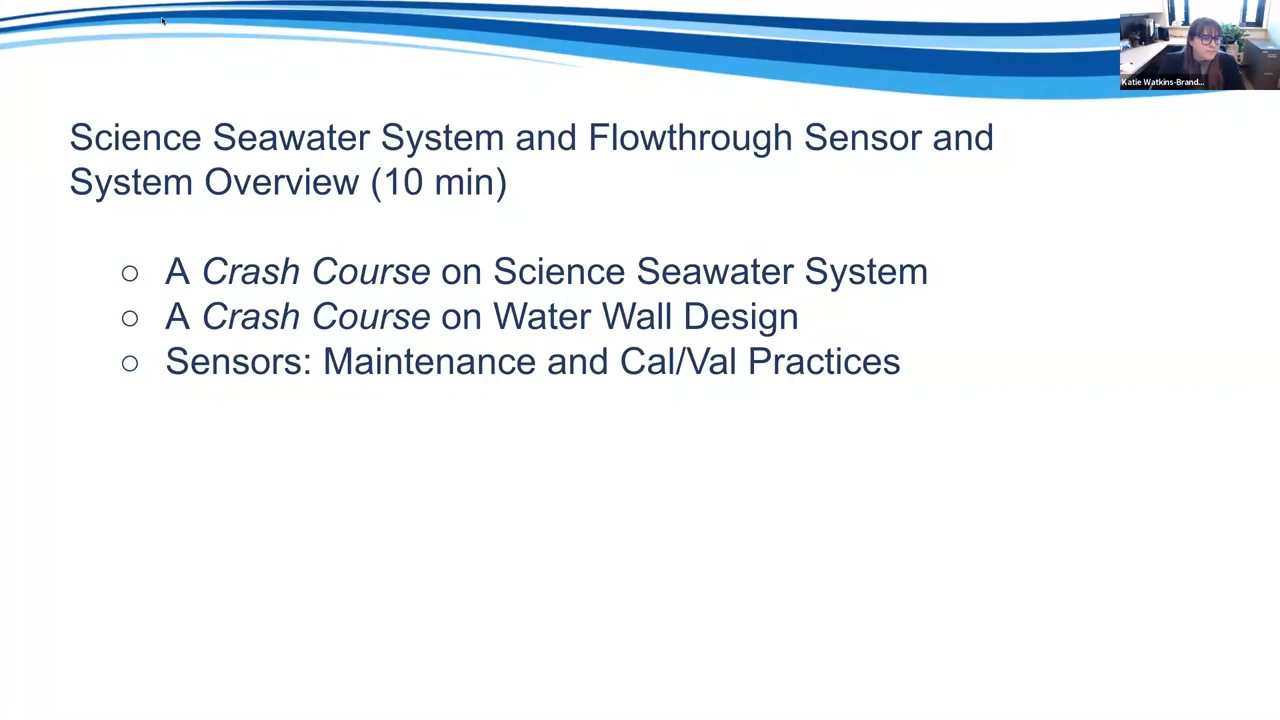 Katie Watkins-Brand...
Science Seawater System and Flowthrough Sensor and
System Overview (10 min)
○ A Crash Course on Science Seawater System
○ A Crash Course on Water Wall Design
○ Sensors: Maintenance and Cal/Val Practices